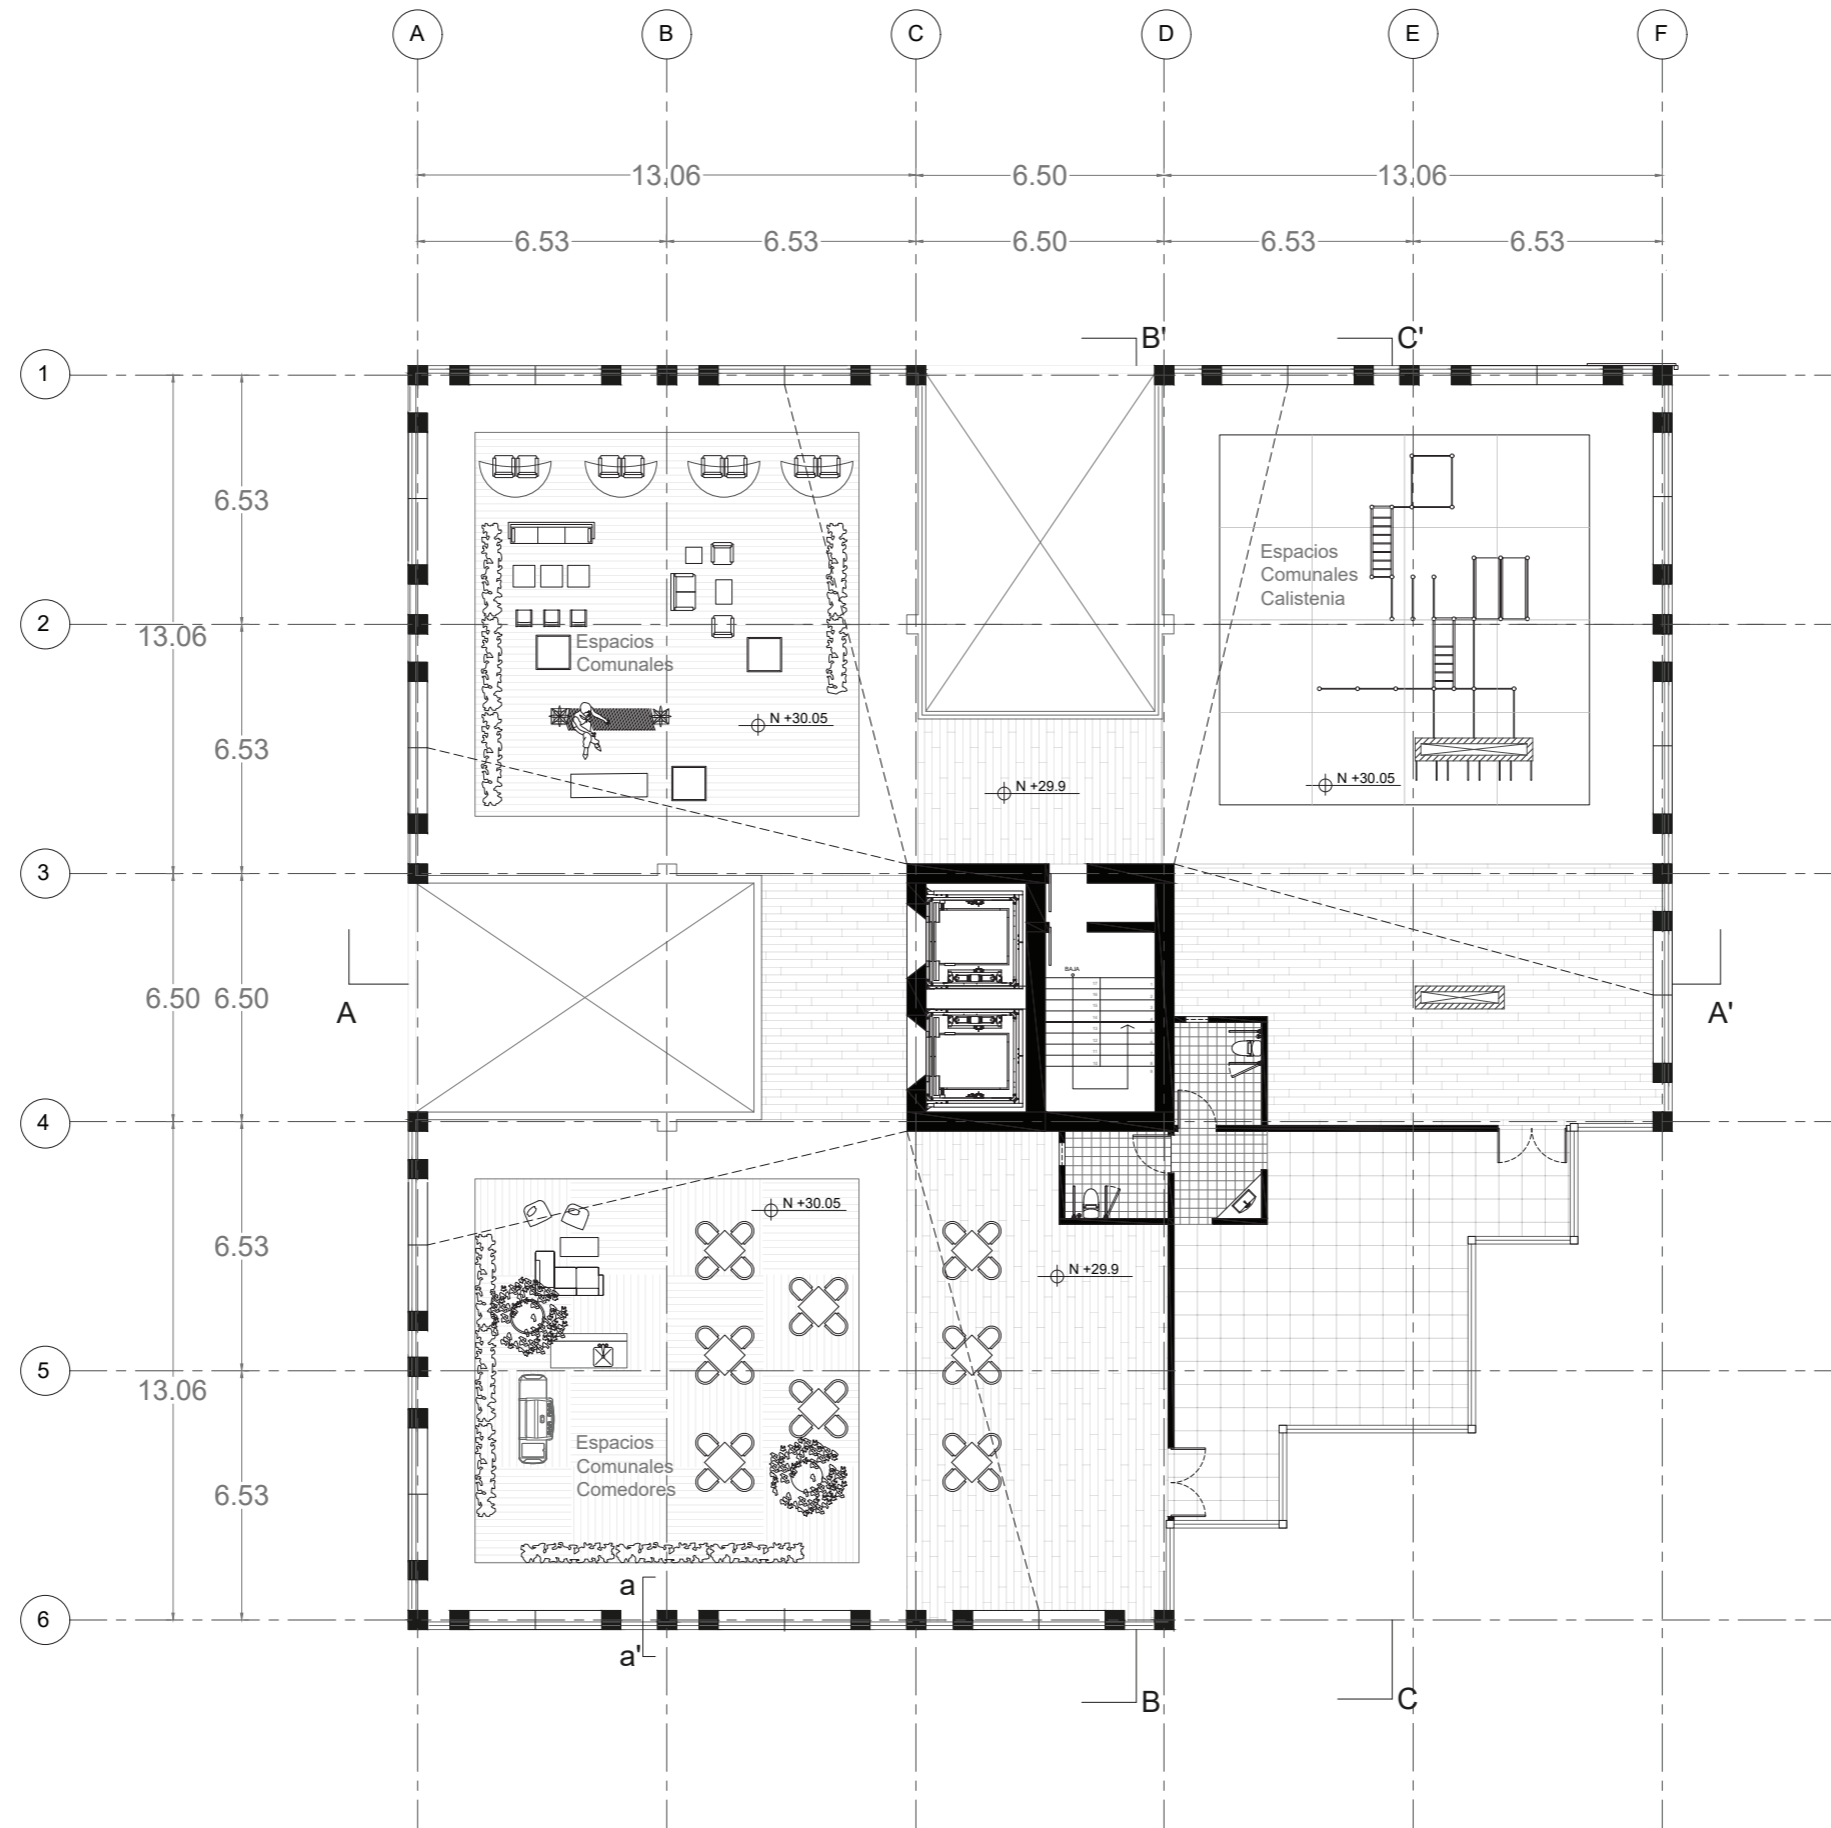 A B C D E F
13.06 6.50 13.06
6.53 6.53 6.50 6.53 6.53
B' C'
1
6.53
Espacios
Comunales
Calistenia
2
13.06
Espacios
Comunales
N +30.05
6.53
N +30.05
N +29.9
3
BAJA
6.50 6.50
A A'
4
N +30.05
6.53
N +29.9
5
13.06
Espacios
Comunales
Comedores
6.53
a
6
a'
B C